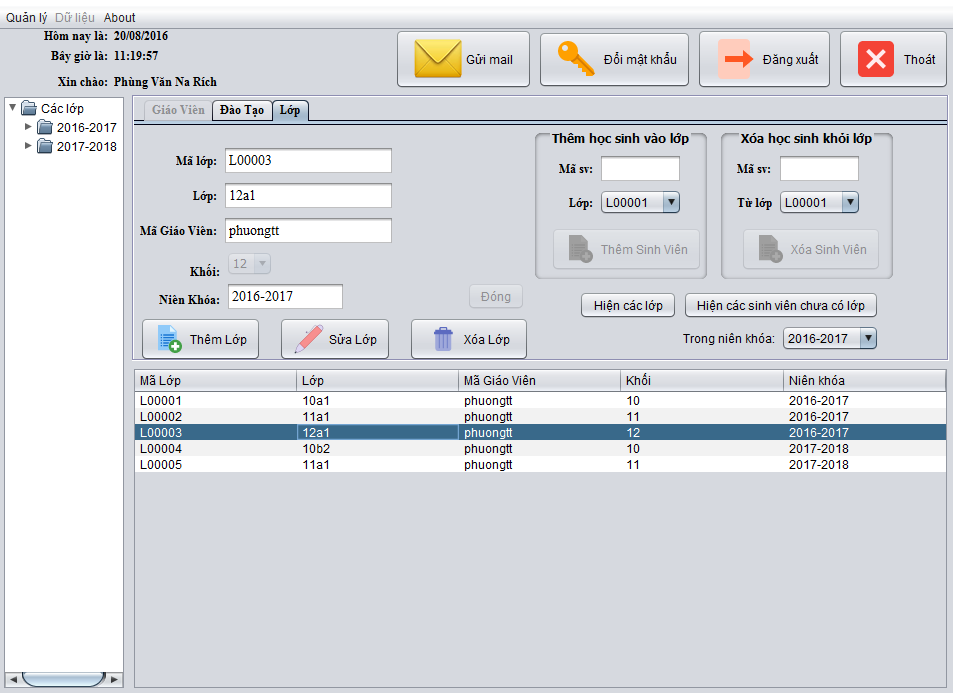 Quản lý Dữ liệu About
Hôm nay là: 20/08/2016
Bây giờ là: 11:19:57
Xin chào: Phùng Văn Na Rích
Gửi mail
Đổi mật khẩu
Đăng xuất
Thoát
Các lớp
2016-2017
2017-2018
Giáo Viên Đào Tạo Lớp
Mã lớp: L00003
Lớp: 12a1
Mã Giáo Viên: phuongtt
Khối: 12
Niên Khóa: 2016-2017
Đóng
Thêm Lớp
Sửa Lớp
Xóa Lớp
Thêm học sinh vào lớp
Mã sv:
Lớp: L00001
Thêm Sinh Viên
Xóa học sinh khỏi lớp
Mã sv:
Từ lớp L00001
Xóa Sinh Viên
Hiện các lớp
Hiện các sinh viên chưa có lớp
Trong niên khóa: 2016-2017
Mã Lớp Lớp Mã Giáo Viên Khối Niên khóa
L00001 10a1 phuongtt 10 2016-2017
L00002 11a1 phuongtt 11 2016-2017
L00003 12a1 phuongtt 12 2016-2017
L00004 10b2 phuongtt 10 2017-2018
L00005 11a1 phuongtt 11 2017-2018